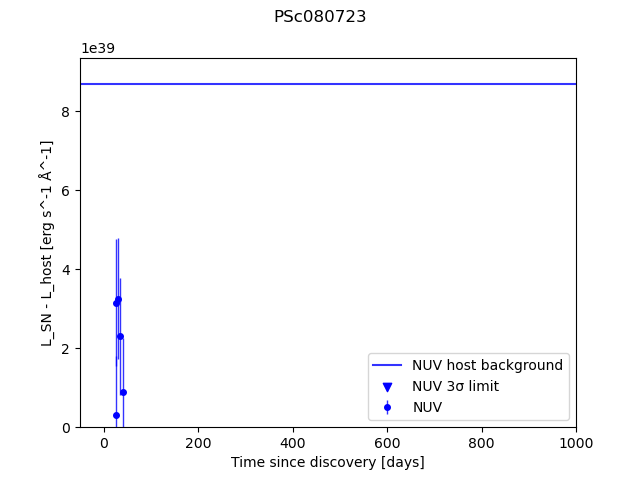 PSc080723
1e39
8
6
4
2
0
L_SN - L_host [erg s^-1 Å^-1]
0 200 400 600 800 1000
Time since discovery [days]
NUV host background
NUV 3σ limit
NUV